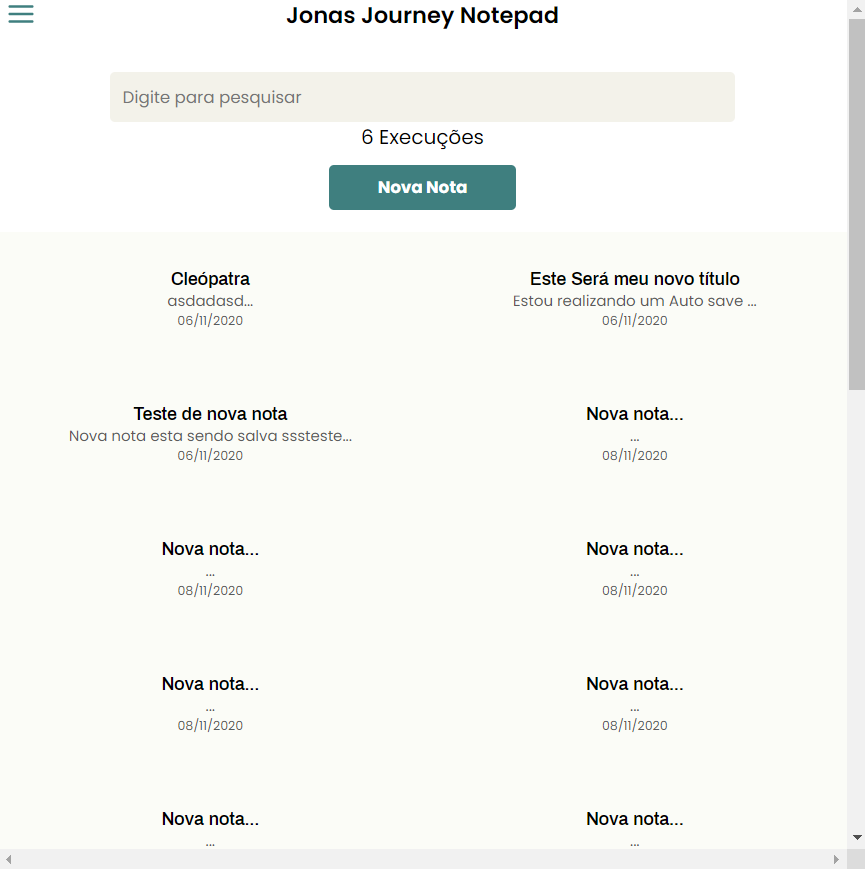 Jonas Journey Notepad
Digite para pesquisar
6 Execuções
Nova Nota
Cleópatra
asdadasd...
06/11/2020
Este Será meu novo título
Estou realizando um Auto save ...
06/11/2020
Teste de nova nota
Nova nota esta sendo salva sssteste...
06/11/2020
Nova nota...
...
08/11/2020
Nova nota...
...
08/11/2020
Nova nota...
...
08/11/2020
Nova nota...
...
08/11/2020
Nova nota...
...
08/11/2020
Nova nota...
...
Nova nota...
...